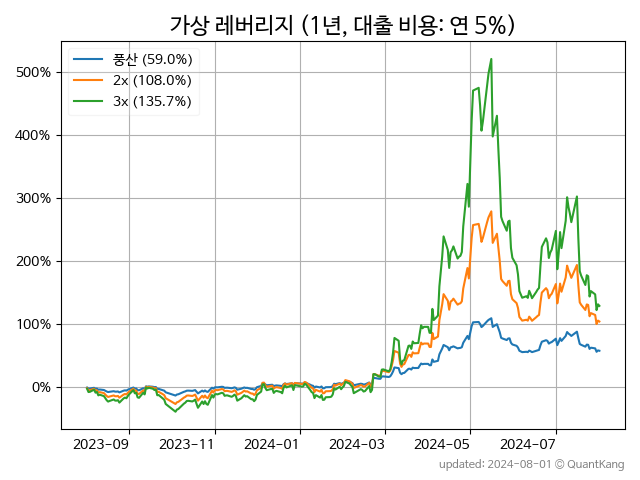 가상 레버리지 (1년, 대출 비용: 연 5%)
풍산 (59.0%)
2x (108.0%)
3x (135.7%)
500%
400%
300%
200%
100%
0%
2023-09 2023-11 2024-01 2024-03 2024-05 2024-07
updated: 2024-08-01 © QuantKang